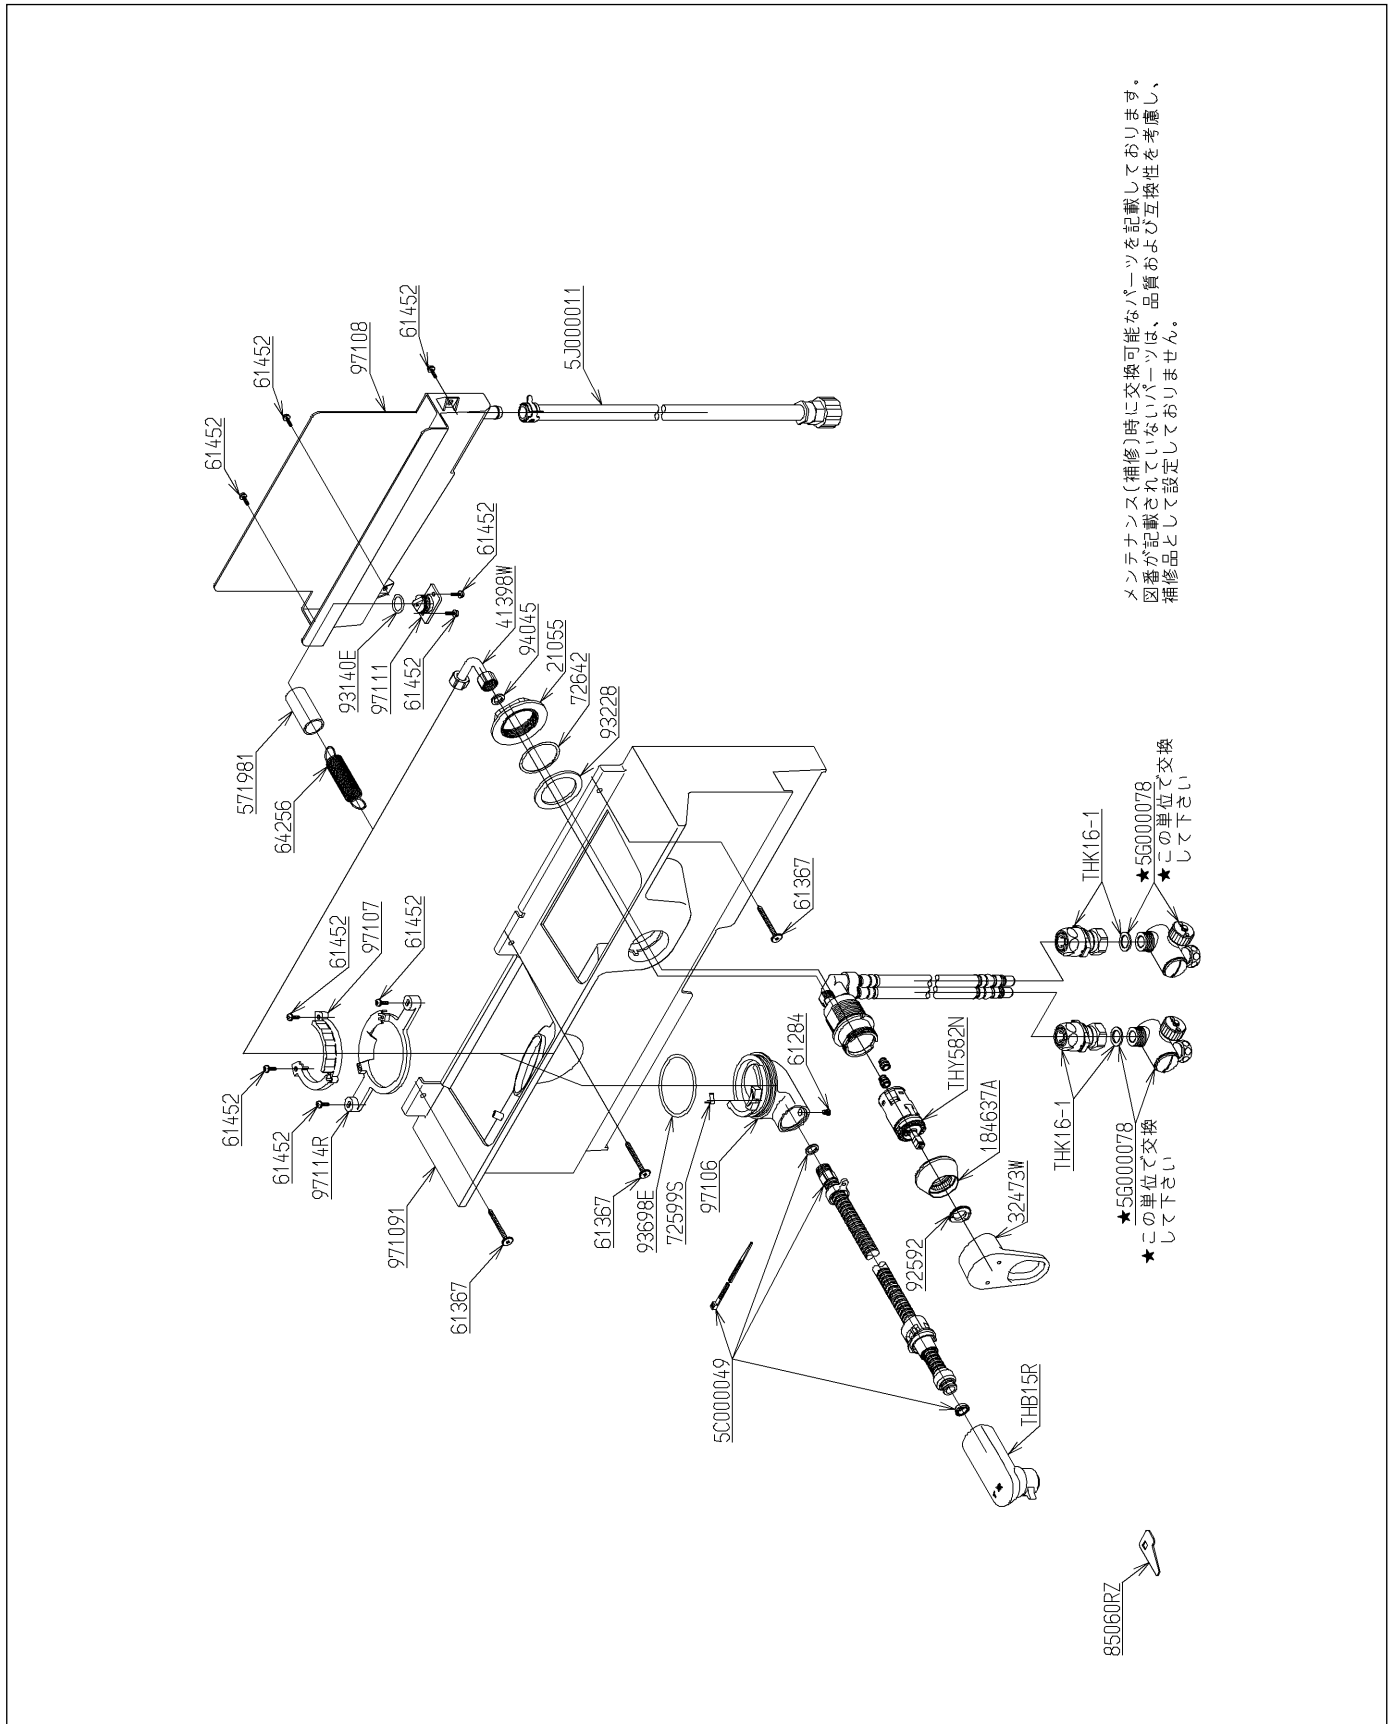 61452
61452
61452
97108
61452
5J000011
571981
64256
93140E
97111
61452
61452
41398W
94045
21055
72642
93228
61452
61452
97107
61452
61452
97114R
971091
61367
61367
61367
93698E
72599S
97106
61284
5C000049
THY582N
184637A
92592
32473W
THB15R
THK16-1
★5G000078
★この単位で交換
して下さい
THK16-1
★5G000078
★この単位で交換
して下さい
85060RZ
メンテナンス(補修)時に交換可能なパーツを記載しております。
図番が記載されていないパーツは、品質および互換性を考慮し、
補修品として設定しておりません。